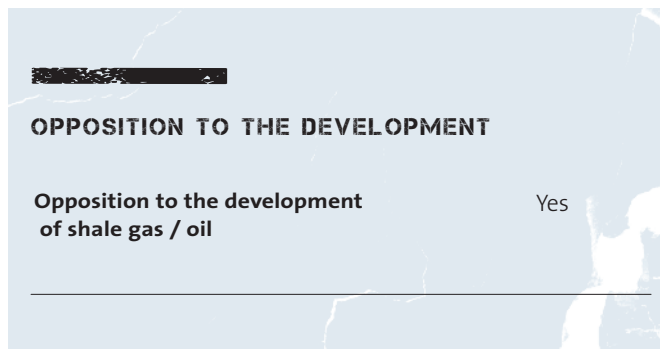 OPPOSITION TO THE DEVELOPMENT
Opposition to the development Yes
of shale gas / oil